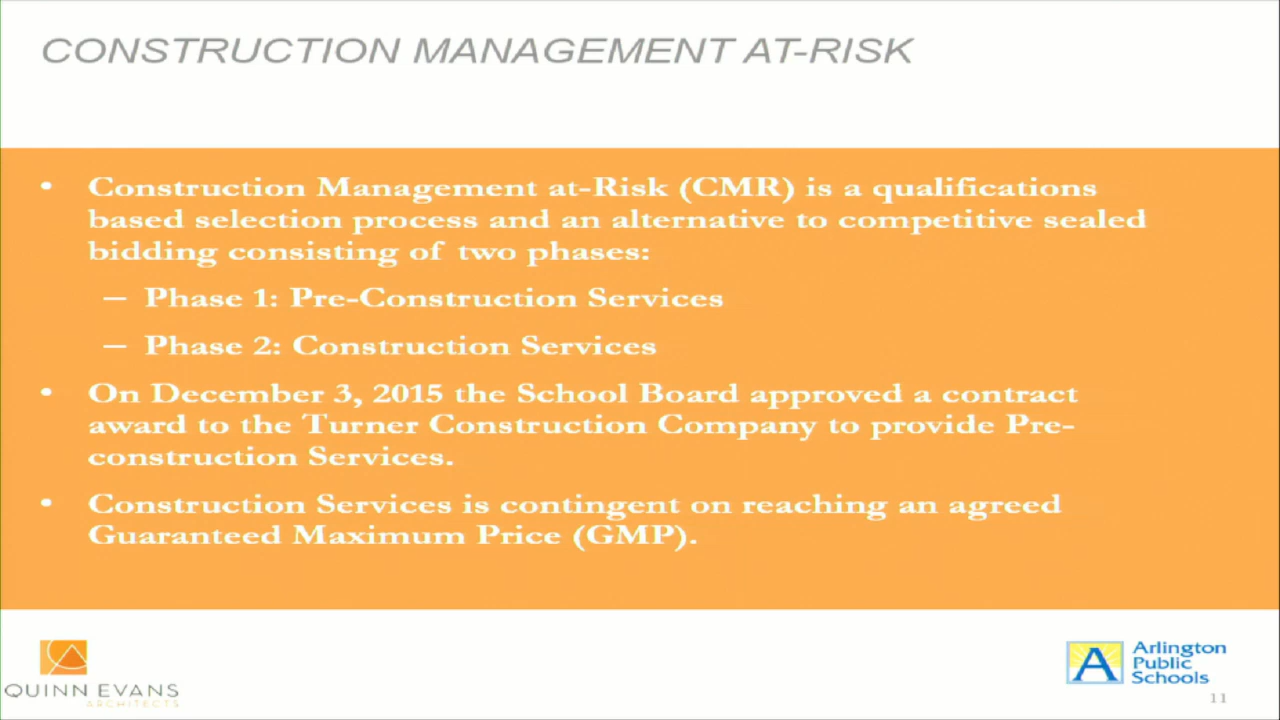 CONSTRUCTION MANAGEMENT AT-RISK
• Construction Management at-Risk (CMR) is a qualifications
based selection process and an alternative to competitive sealed
bidding consisting of two phases:
– Phase 1: Pre-Construction Services
– Phase 2: Construction Services
• On December 3, 2015 the School Board approved a contract
award to the Turner Construction Company to provide Pre-
construction Services.
• Construction Services is contingent on reaching an agreed
Guaranteed Maximum Price (GMP).
QUINN EVANS
ARCHITECTS
A
Arlington
Public
Schools
11